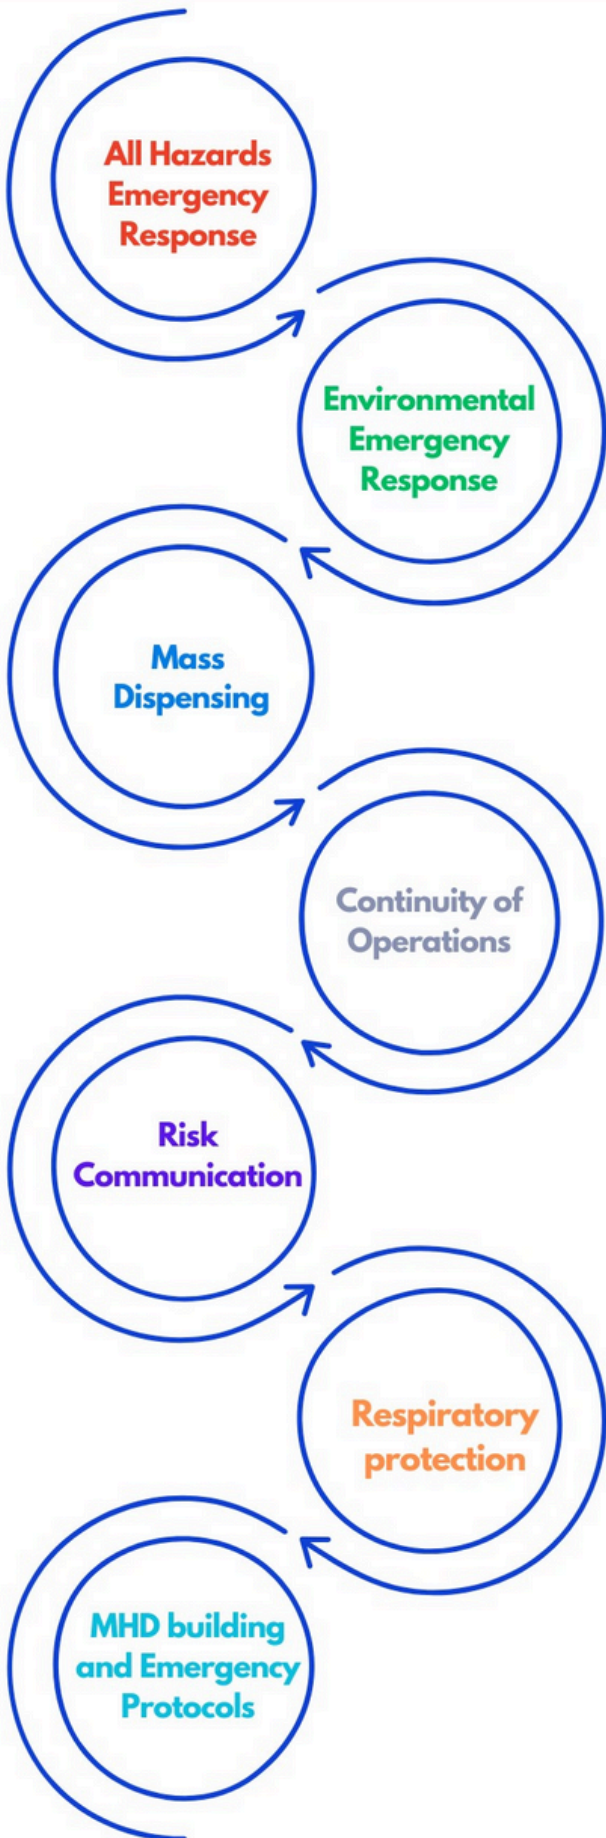 All Hazards
Emergency
Response
Environmental
Emergency
Response
Mass
Dispensing
Continuity of
Operations
Risk
Communication
Respiratory
protection
MHD building
and Emergency
Protocols